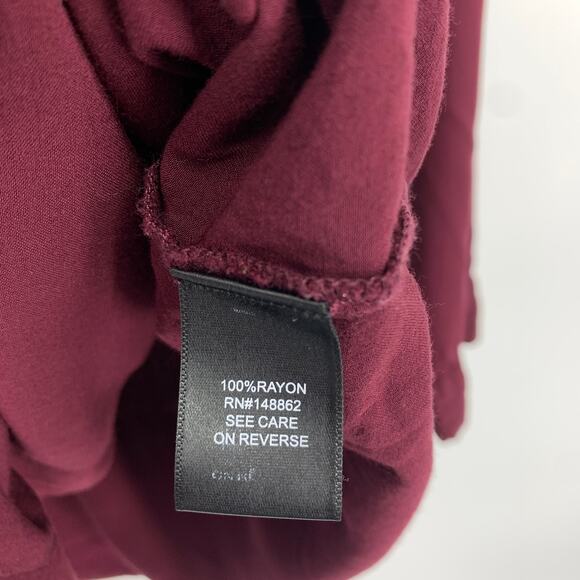 100%RAYON
RN#148862
SEE CARE
ON REVERSE